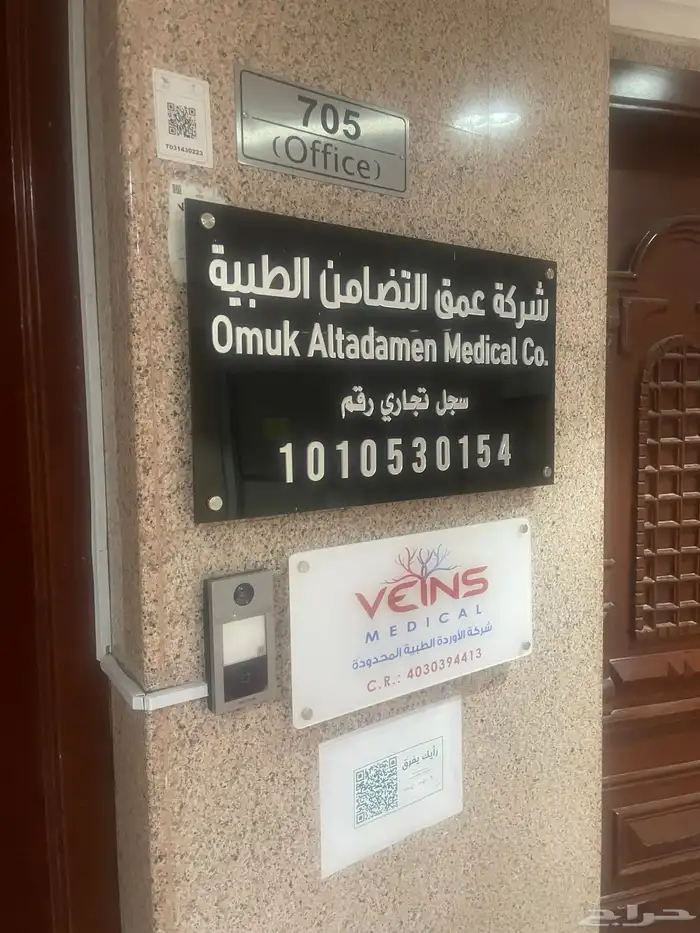 7031430223
705
(Office)
شركة عمق التضامن الطبية
Omuk Altadamen Medical Co.
سجل تجاري رقم
1010530154
VEINS
MEDICAL
شركة الأوردة الطبية المحدودة
C.R.: 4030394413
رأيك يفرق
حراج